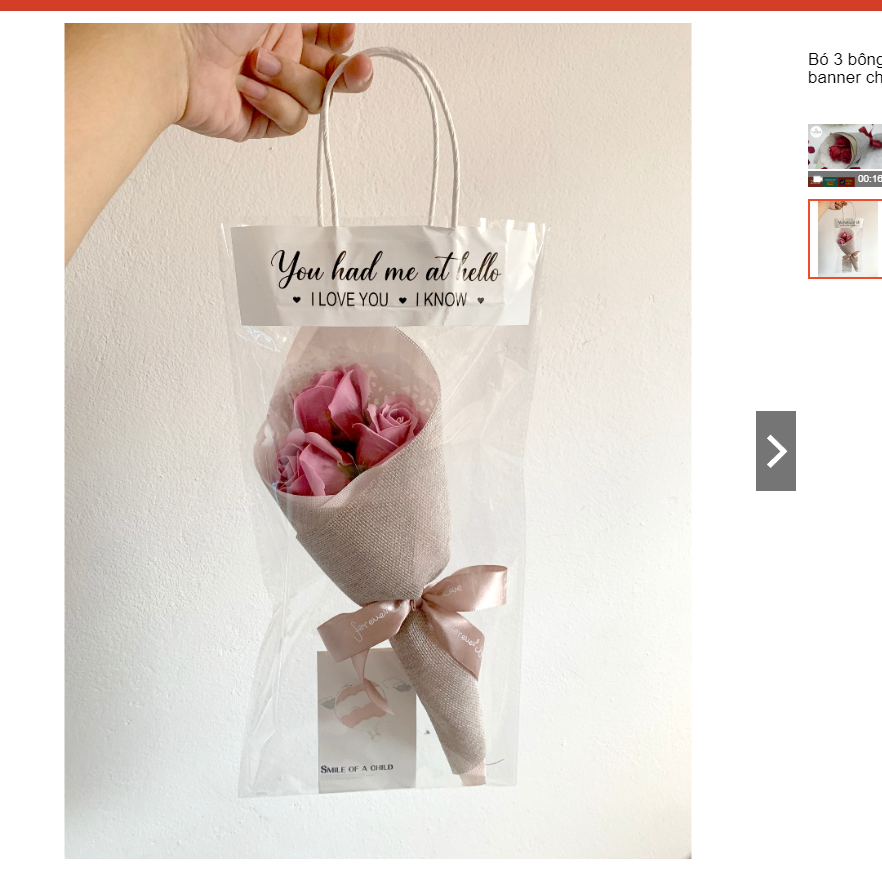 You had me at hello
♥ I LOVE YOU ♥ I KNOW ♥
forever
Love
forever
SMILE OF A CHILD
Bó 3 bông
banner ch
00:16